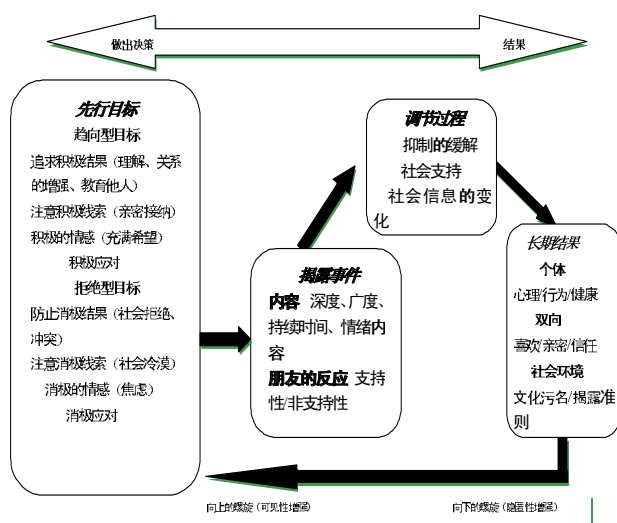 做出决策
结果
先行目标
趋向型目标
追求积极结果（理解、关系
的增强、教育他人）
注意积极线索（亲密接纳）
积极的情感（充满希望）
积极应对
拒绝型目标
防止消极结果（社会拒绝、
冲突）
注意消极线索（社会冷漠）
消极的情感（焦虑）
消极应对
揭露事件
内容 深度、广度、
持续时间、情绪内
容
朋友的反应 支持
性/非支持性
调节过程
抑制的缓解
社会支持
社会信息的变
化
长期结果
个体
心理/行为/健康
双向
喜欢/亲密/信任
社会环境
文化污名/揭露准
则
向上的螺旋（可见性增强）
向下的螺旋（隐匿性增强）